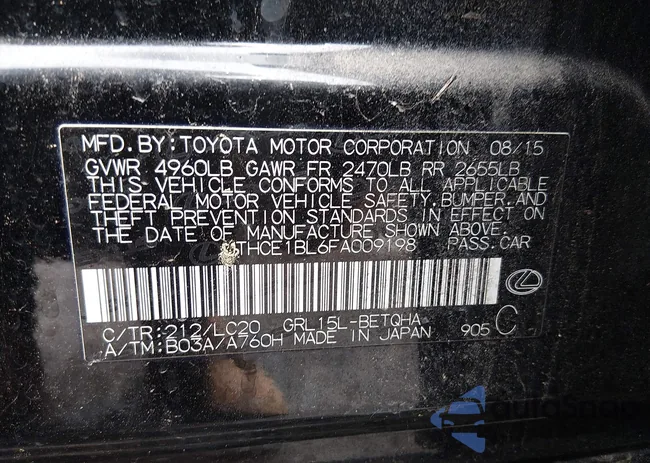 MFD.BY:TOYOTA MOTOR CORPORATION 08/15
GVWR 4960LB GAWR FR 2470LB RR 2655LB
THIS VEHICLE CONFORMS TO ALL APPLICABLE
FEDERAL MOTOR VEHICLE SAFETY,BUMPER,AND
THEFT PREVENTION STANDARDS IN EFFECT ON
THE DATE OF MANUFACTURE SHOWN ABOVE.
THCE1BL6FA009198 PASS.CAR
C/TR:212/LC20 GRL15L-BETQHA
A/TM:B03A/A760H MADE IN JAPAN 905 C